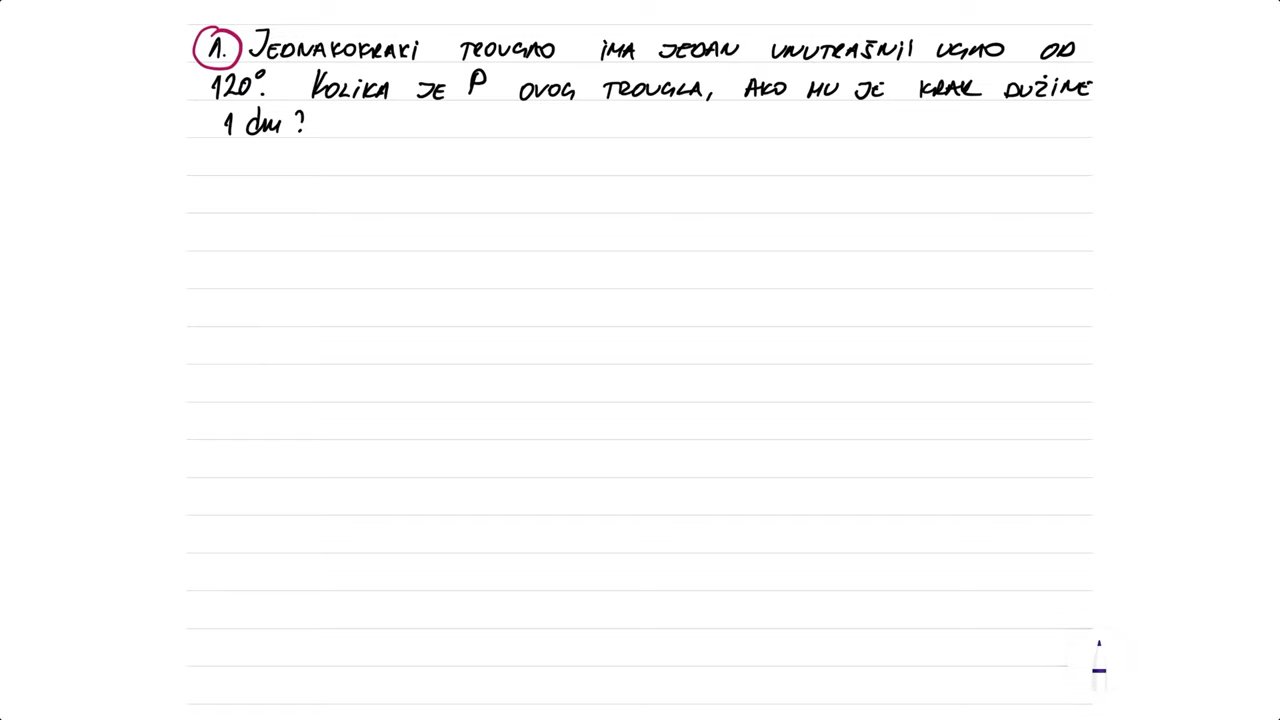 1. JEDNAKOKRAKI TROUGAO IMA JEDAN UNUTRAŠNJI UGAO OD
120°. KOLIKA JE P OVOG TROUGLA, AKO MU JE KRAK DUŽINE
1 dm?